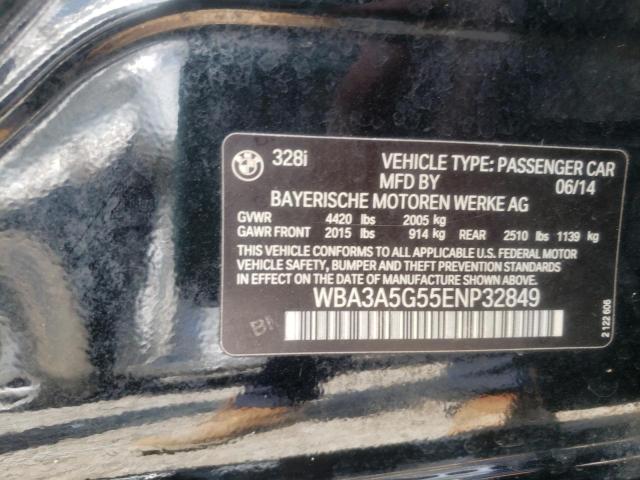 328i VEHICLE TYPE: PASSENGER CAR
MFD BY 06/14
BAYERISCHE MOTOREN WERKE AG
GVWR 4420 lbs 2005 kg
GAWR FRONT 2015 lbs 914 kg REAR 2510 lbs 1139 kg
THIS VEHICLE CONFORMS TO ALL APPLICABLE U.S. FEDERAL MOTOR
VEHICLE SAFETY, BUMPER AND THEFT PREVENTION STANDARDS
IN EFFECT ON THE DATE OF MANUFACTURE SHOWN ABOVE.
WBA3A5G55ENP32849
2 122 606